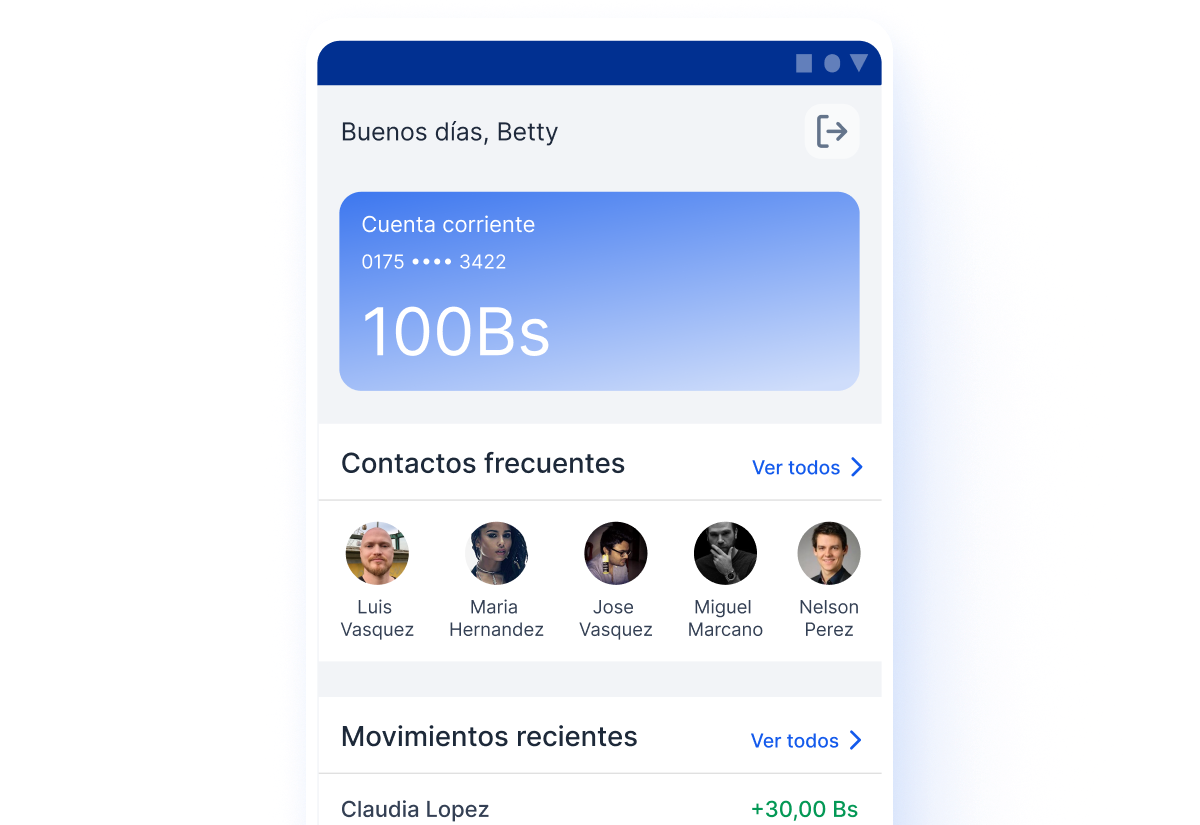 Buenos días, Betty
Cuenta corriente
0175 •••• 3422
100Bs
Contactos frecuentes
Ver todos
Luis Vasquez
Maria Hernandez
Jose Vasquez
Miguel Marcano
Nelson Perez
Movimientos recientes
Ver todos
Claudia Lopez
+30,00 Bs